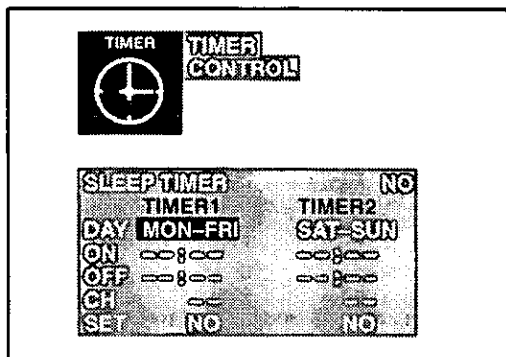 TIMER
TIMER
CONTROL
SLEEP TIMER NO
TIMER1 TIMER2
DAY MON-FRI SAT-SUN
ON --:-- --:--
OFF --:-- --:--
CH -- --
SET NO NO